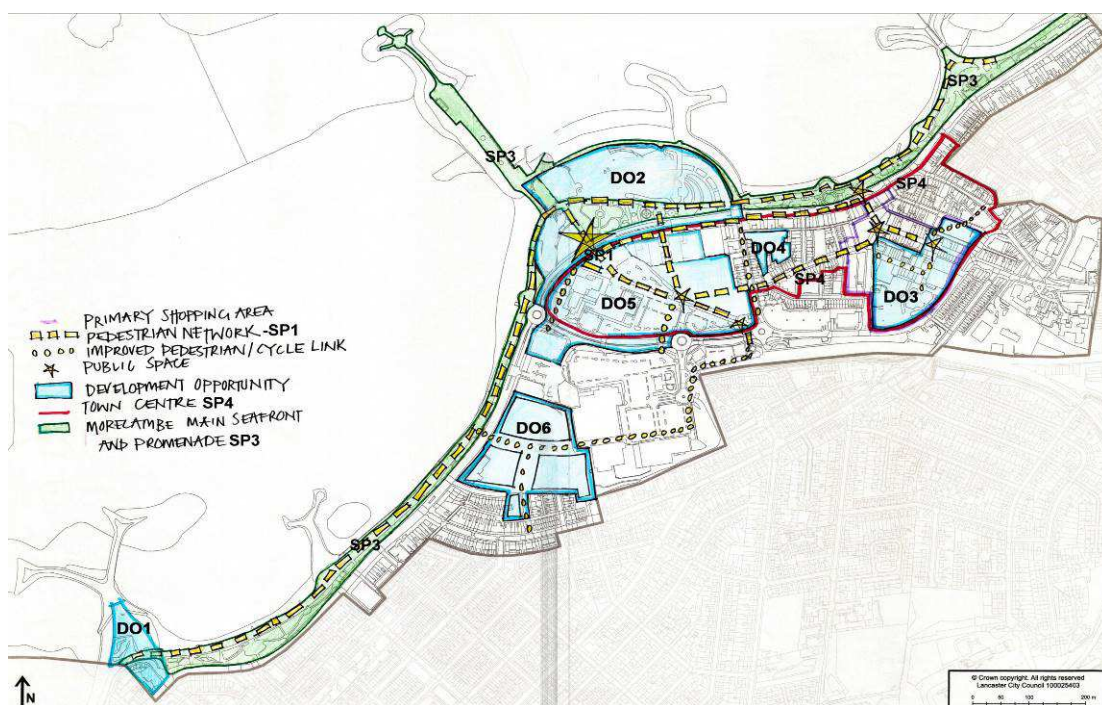 SP3
SP3
DO2
SP4
SP1
DO4
SP4
DO5
DO3
PRIMARY SHOPPING AREA
PEDESTRIAN NETWORK -SP1
IMPROVED PEDESTRIAN/CYCLE LINK
PUBLIC SPACE
DEVELOPMENT OPPORTUNITY
TOWN CENTRE SP4
MORECAMBE MAIN SEAFRONT
AND PROMENADE SP3
DO6
SP3
DO1
N
© Crown copyright. All rights reserved
Lancaster City Council 100025403
0 50 100 200 m